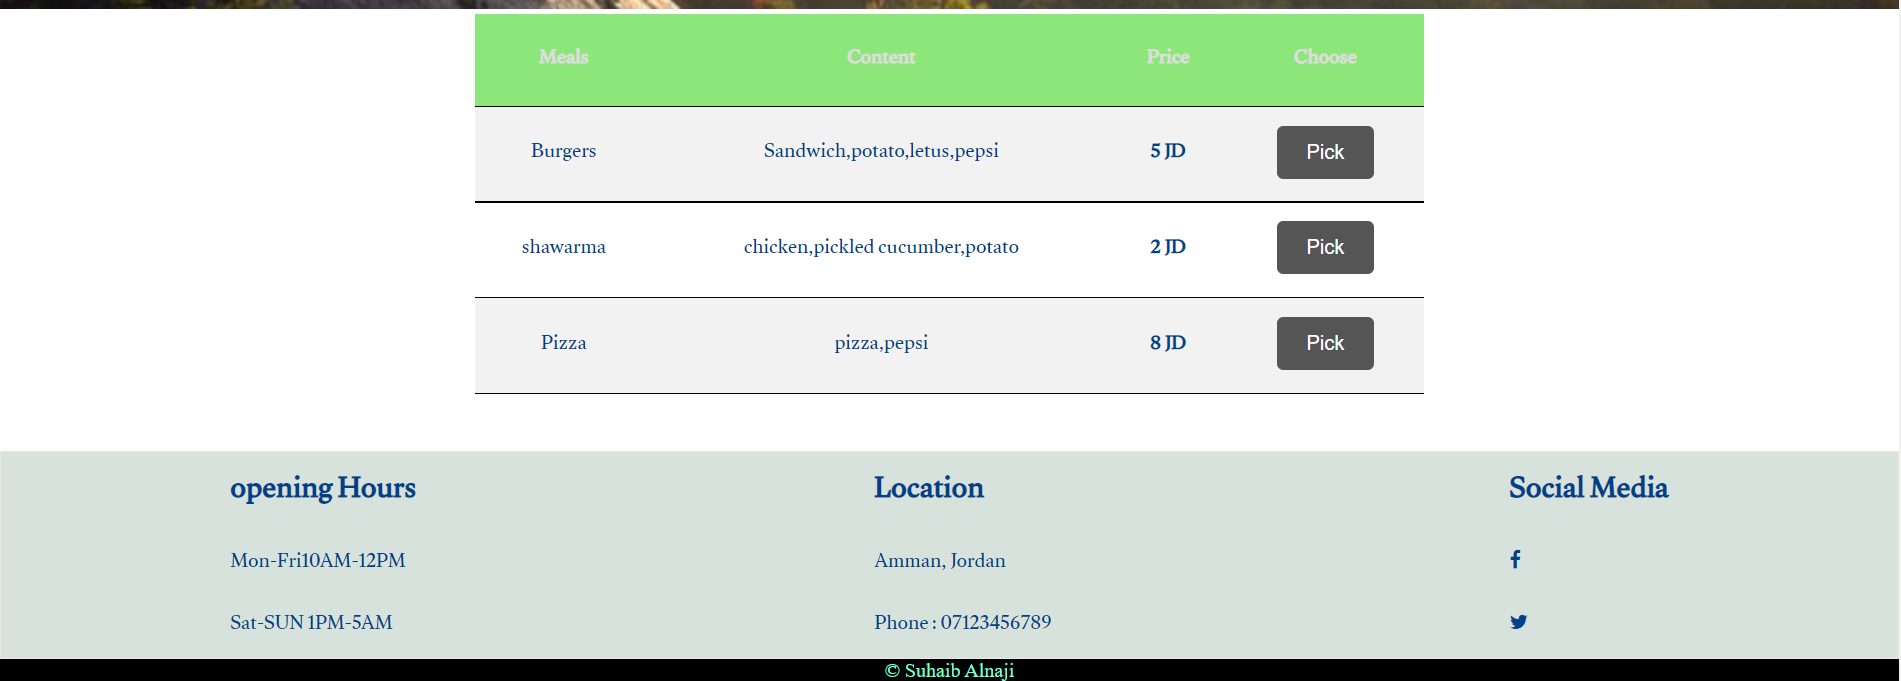 Meals Content Price Choose
Burgers Sandwich,potato,letus,pepsi 5 JD Pick
shawarma chicken,pickled cucumber,potato 2 JD Pick
Pizza pizza,pepsi 8 JD Pick
opening Hours Location Social Media
Mon-Fri10AM-12PM Amman, Jordan
Sat-SUN 1PM-5AM Phone : 07123456789
© Suhaib Alnaji